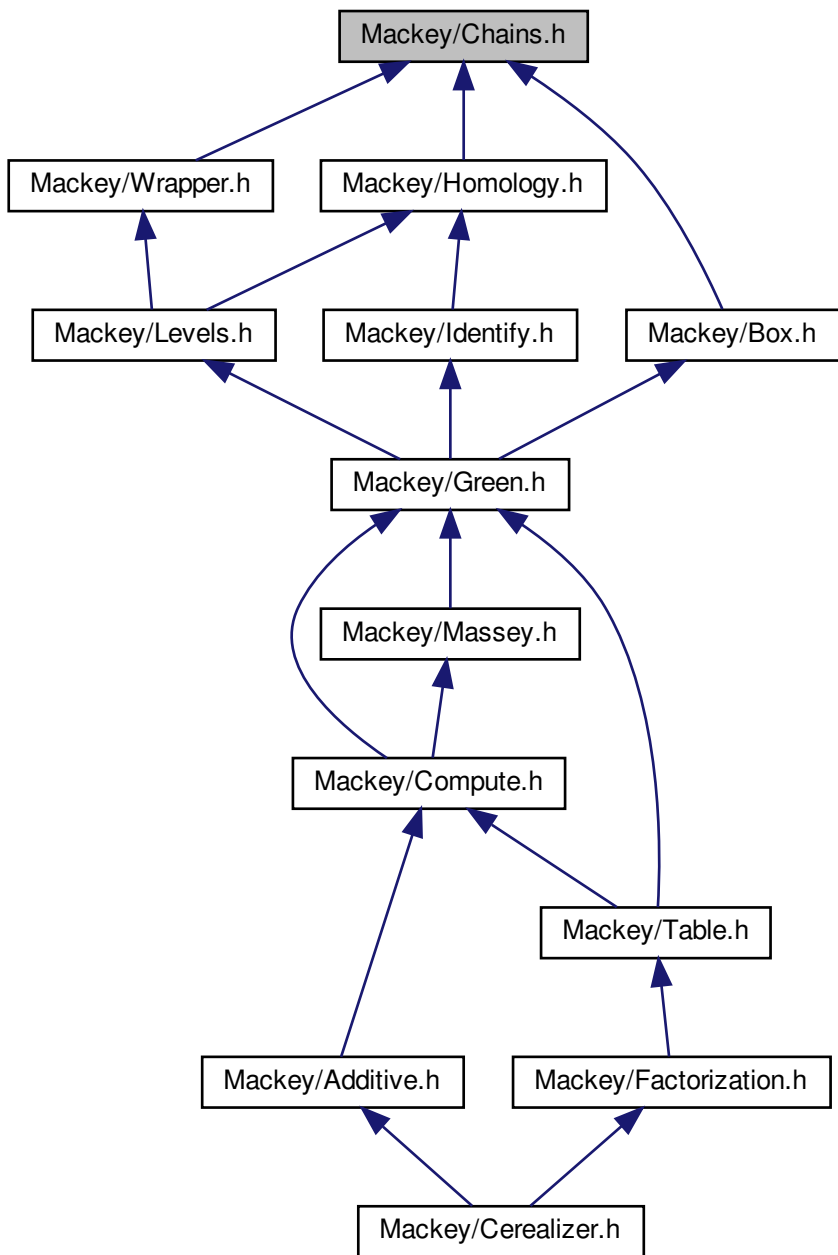 Mackey/Chains.h
Mackey/Wrapper.h
Mackey/Homology.h
Mackey/Levels.h
Mackey/Identify.h
Mackey/Box.h
Mackey/Green.h
Mackey/Massey.h
Mackey/Compute.h
Mackey/Table.h
Mackey/Additive.h
Mackey/Factorization.h
Mackey/Cerealizer.h